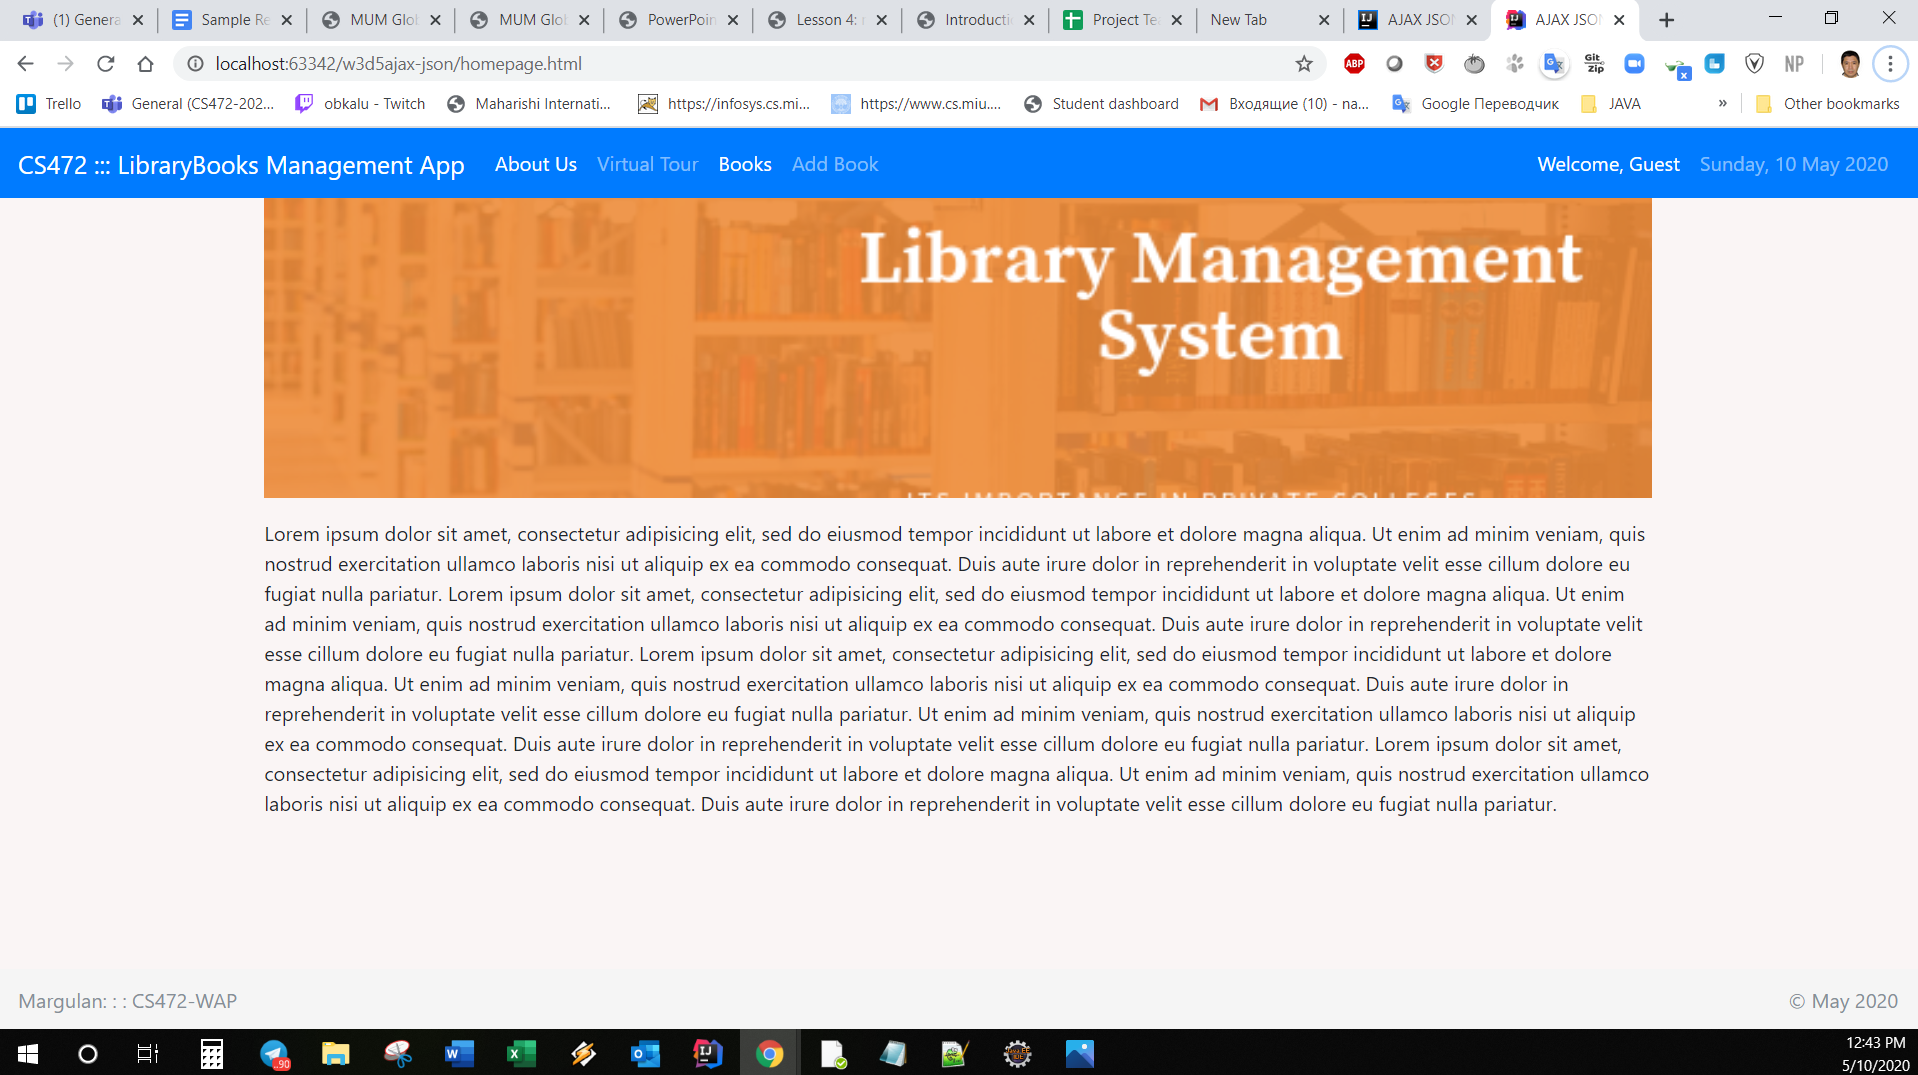 (1) Genera
Sample Re
MUM Glob
MUM Glob
PowerPoin
Lesson 4:
Introducti
Project Te
New Tab
AJAX JSO
AJAX JSO
localhost:63342/w3d5ajax-json/homepage.html
ABP
Git Zip
x
NP
Trello
General (CS472-202...
obkalu - Twitch
Maharishi Internati...
https://infosys.cs.mi...
https://www.cs.miu....
Student dashboard
Входящие (10) - na...
Google Переводчик
JAVA
»
Other bookmarks
CS472 ::: LibraryBooks Management App
About Us
Virtual Tour
Books
Add Book
Welcome, Guest
Sunday, 10 May 2020
Library Management
System
ITS IMPORTANCE IN PRIVATE COLLEGES
Lorem ipsum dolor sit amet, consectetur adipisicing elit, sed do eiusmod tempor incididunt ut labore et dolore magna aliqua. Ut enim ad minim veniam, quis
nostrud exercitation ullamco laboris nisi ut aliquip ex ea commodo consequat. Duis aute irure dolor in reprehenderit in voluptate velit esse cillum dolore eu
fugiat nulla pariatur. Lorem ipsum dolor sit amet, consectetur adipisicing elit, sed do eiusmod tempor incididunt ut labore et dolore magna aliqua. Ut enim
ad minim veniam, quis nostrud exercitation ullamco laboris nisi ut aliquip ex ea commodo consequat. Duis aute irure dolor in reprehenderit in voluptate velit
esse cillum dolore eu fugiat nulla pariatur. Lorem ipsum dolor sit amet, consectetur adipisicing elit, sed do eiusmod tempor incididunt ut labore et dolore
magna aliqua. Ut enim ad minim veniam, quis nostrud exercitation ullamco laboris nisi ut aliquip ex ea commodo consequat. Duis aute irure dolor in
reprehenderit in voluptate velit esse cillum dolore eu fugiat nulla pariatur. Ut enim ad minim veniam, quis nostrud exercitation ullamco laboris nisi ut aliquip
ex ea commodo consequat. Duis aute irure dolor in reprehenderit in voluptate velit esse cillum dolore eu fugiat nulla pariatur. Lorem ipsum dolor sit amet,
consectetur adipisicing elit, sed do eiusmod tempor incididunt ut labore et dolore magna aliqua. Ut enim ad minim veniam, quis nostrud exercitation ullamco
laboris nisi ut aliquip ex ea commodo consequat. Duis aute irure dolor in reprehenderit in voluptate velit esse cillum dolore eu fugiat nulla pariatur.
Margulan: : : CS472-WAP
© May 2020
90
12:43 PM
5/10/2020